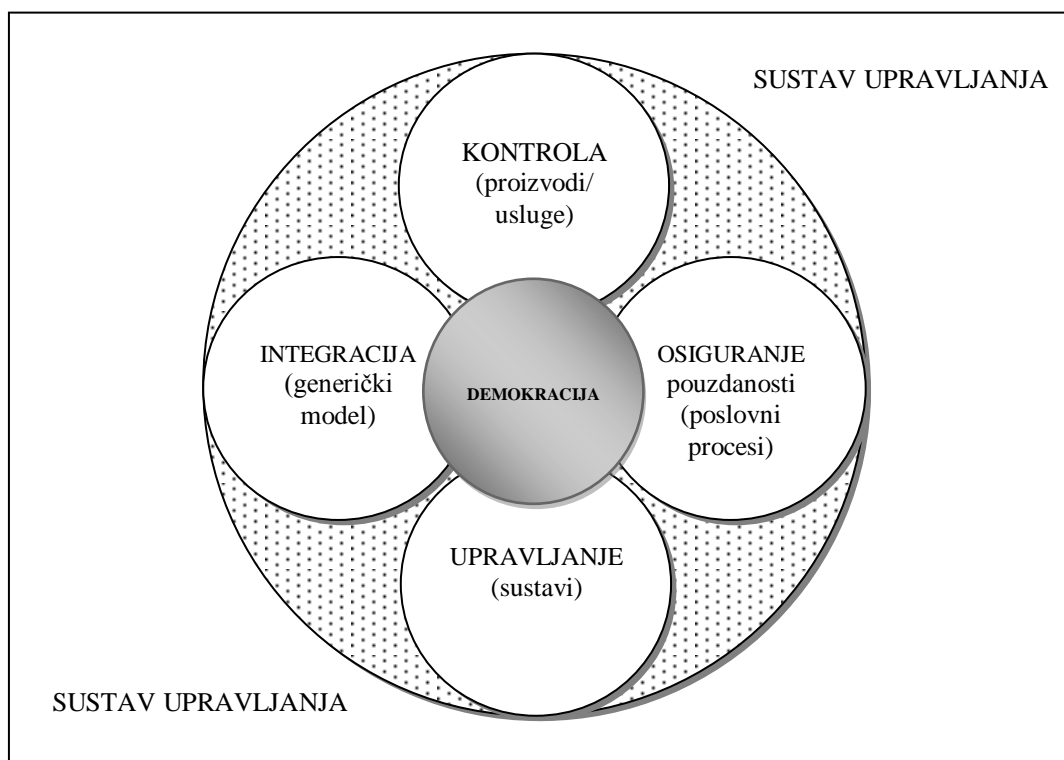 SUSTAV UPRAVLJANJA
KONTROLA
(proizvodi/
usluge)
INTEGRACIJA
(generički
model)
DEMOKRACIJA
OSIGURANJE
pouzdanosti
(poslovni
procesi)
UPRAVLJANJE
(sustavi)
SUSTAV UPRAVLJANJA